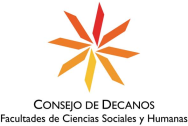 CONSEJO DE DECANOS
Facultades de Ciencias Sociales y Humanas